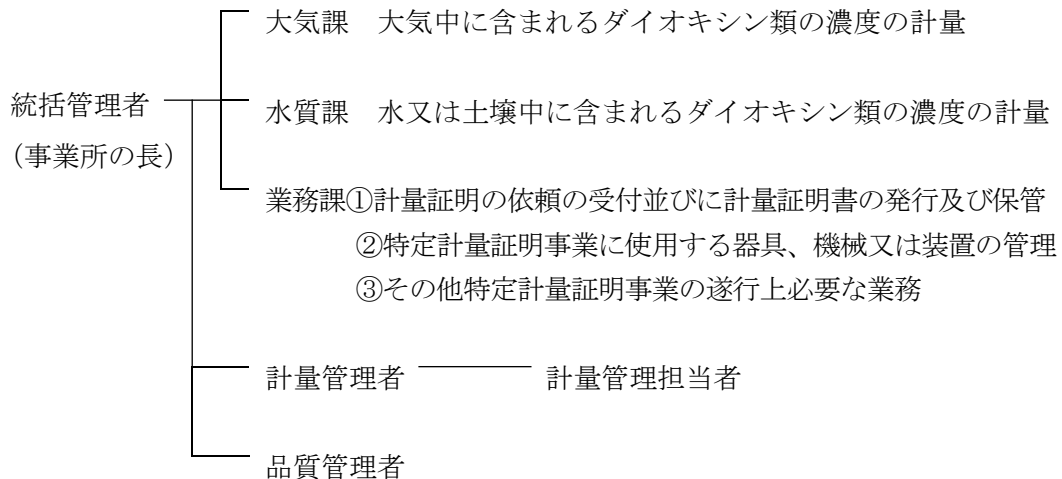 大気課　大気中に含まれるダイオキシン類の濃度の計量
統括管理者
(事業所の長)
水質課　水又は土壌中に含まれるダイオキシン類の濃度の計量
業務課①計量証明の依頼の受付並びに計量証明書の発行及び保管
②特定計量証明事業に使用する器具、機械又は装置の管理
③その他特定計量証明事業の遂行上必要な業務
計量管理者　計量管理担当者
品質管理者